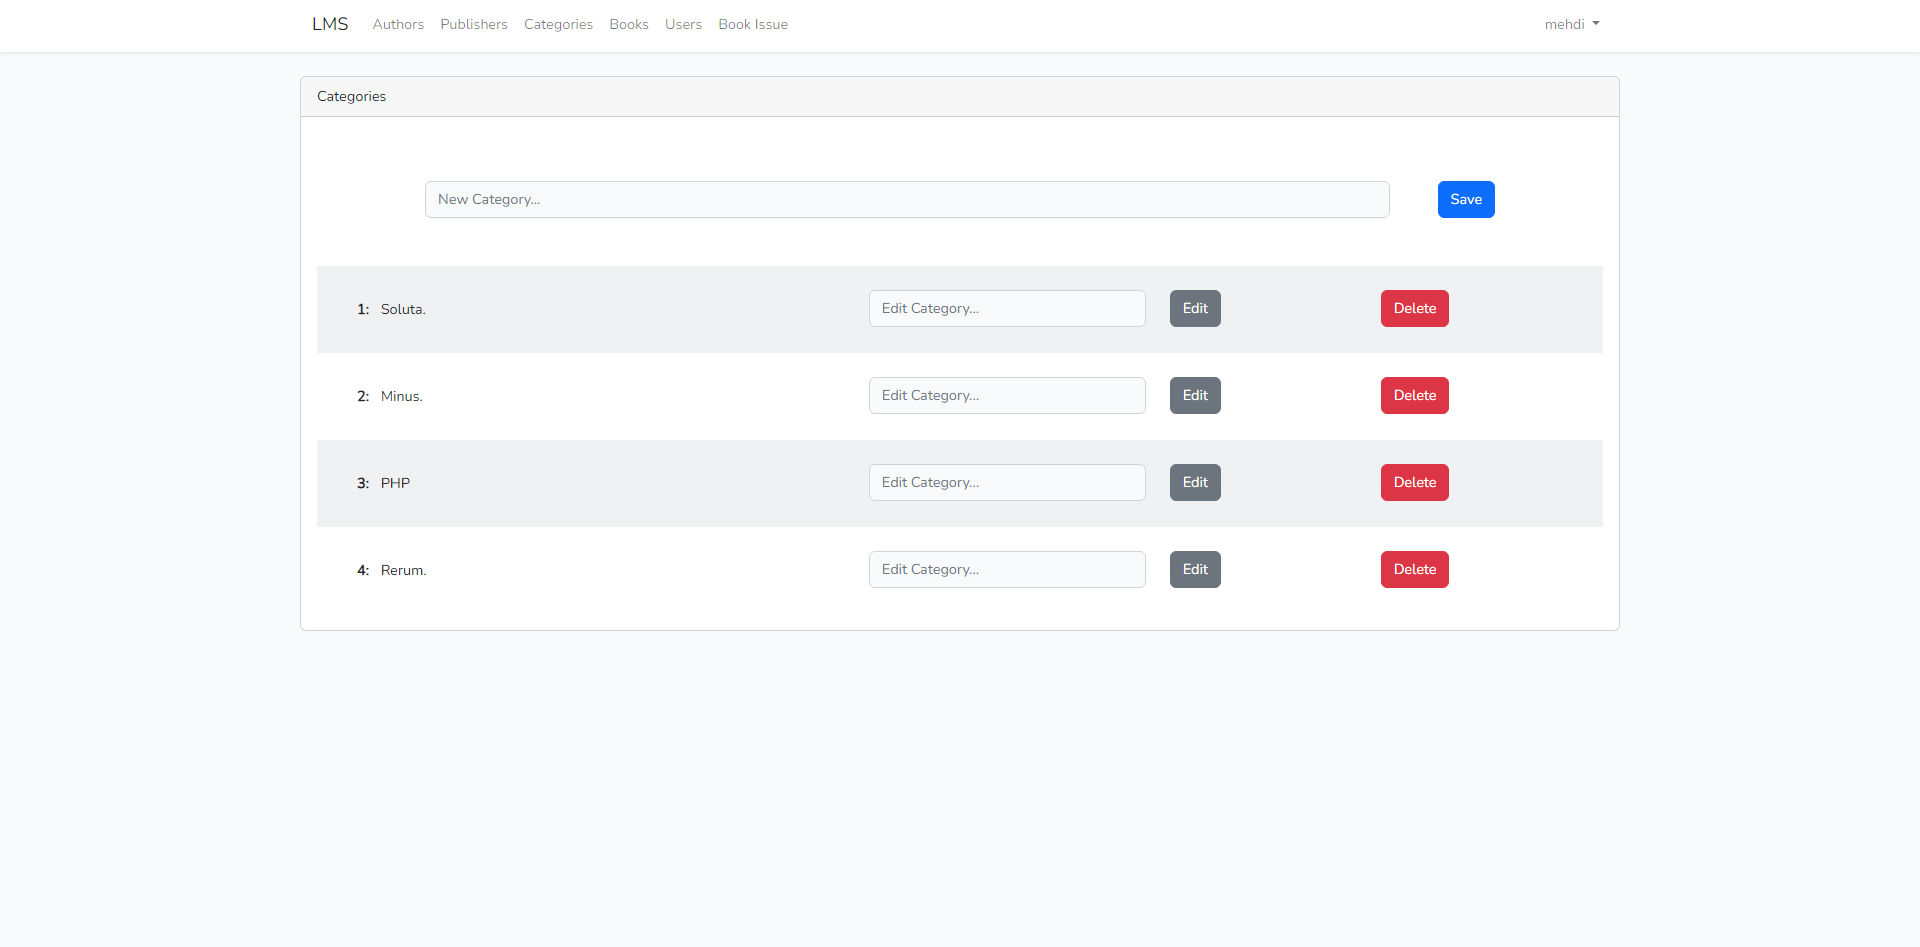 LMS Authors Publishers Categories Books Users Book Issue mehdi
Categories
New Category... Save
1: Soluta. Edit Category... Edit Delete
2: Minus. Edit Category... Edit Delete
3: PHP Edit Category... Edit Delete
4: Rerum. Edit Category... Edit Delete